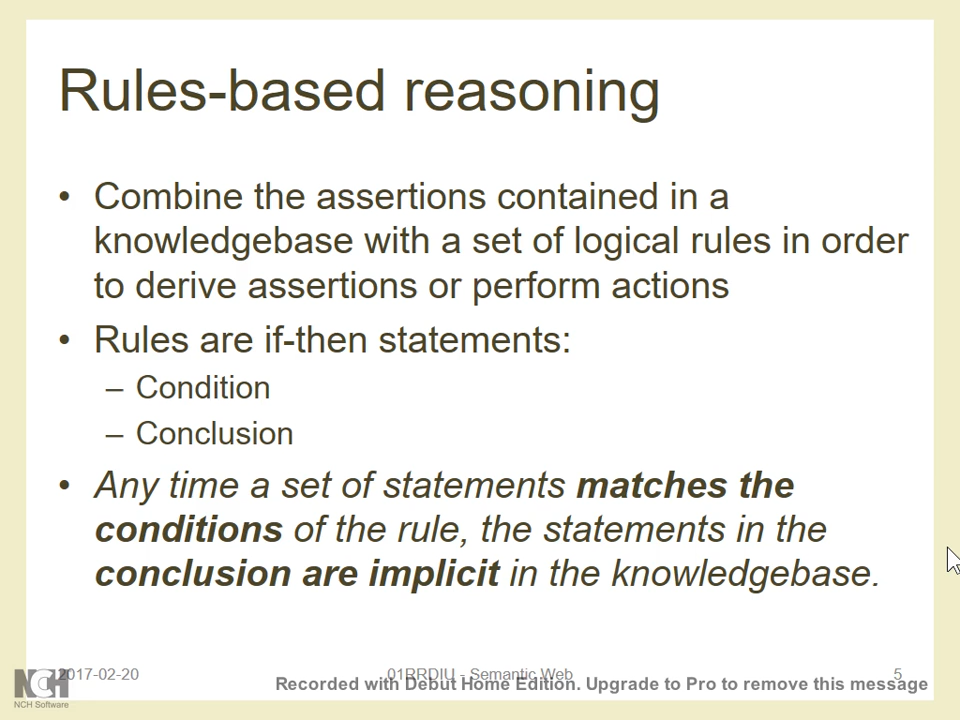 Rules-based reasoning
• Combine the assertions contained in a
knowledgebase with a set of logical rules in order
to derive assertions or perform actions
• Rules are if-then statements:
– Condition
– Conclusion
• Any time a set of statements matches the
conditions of the rule, the statements in the
conclusion are implicit in the knowledgebase.
2017-02-20 01RRDIU - Semantic Web 5
Recorded with Debut Home Edition. Upgrade to Pro to remove this message
NCH
NCH Software